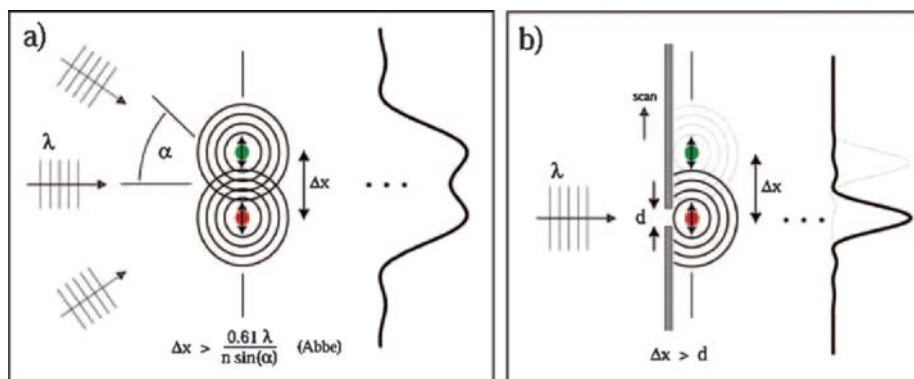 a)
λ
α
Δx
• • •
Δx > 0.61 λ / n sin(α) (Abbe)
b)
scan
λ
d
Δx
• • •
Δx > d